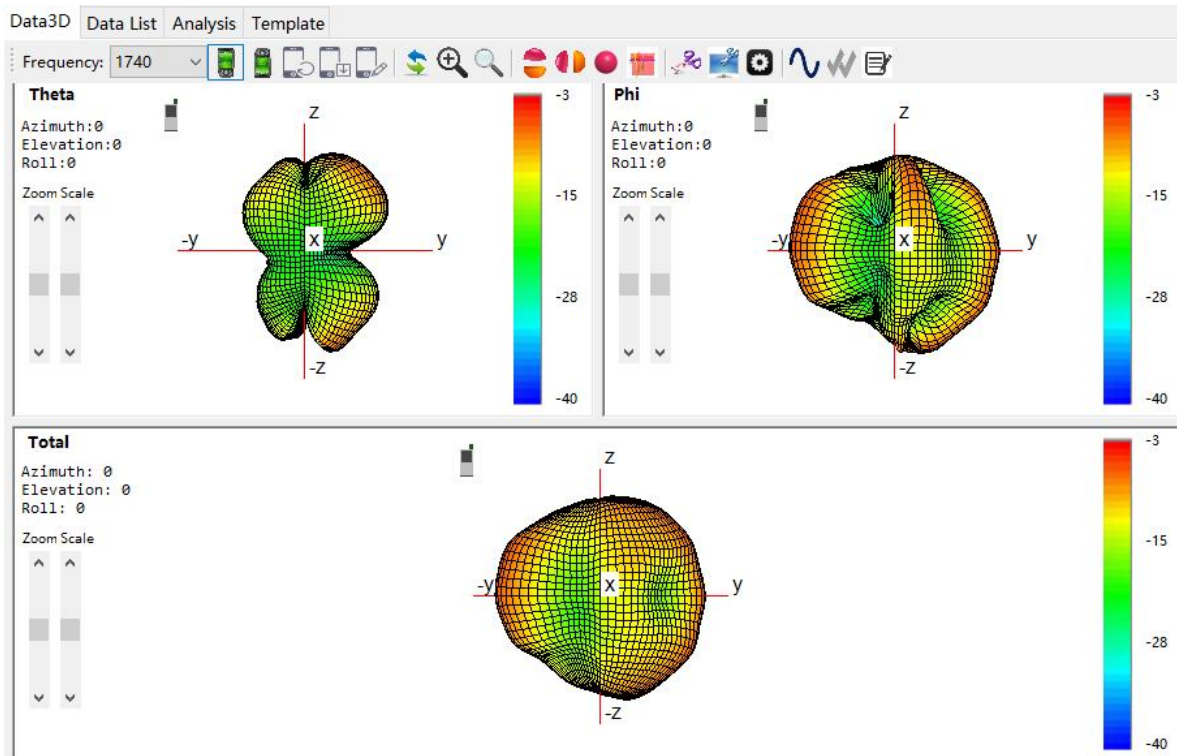 Data3D Data List Analysis Template
Frequency: 1740
Theta
Azimuth:0
Elevation:0
Roll:0
Zoom Scale
z
-y
x
y
-z
-3
-15
-28
-40
Phi
Azimuth:0
Elevation:0
Roll:0
Zoom Scale
z
-y
x
y
-z
-3
-15
-28
-40
Total
Azimuth: 0
Elevation: 0
Roll: 0
Zoom Scale
z
-y
x
y
-z
-3
-15
-28
-40